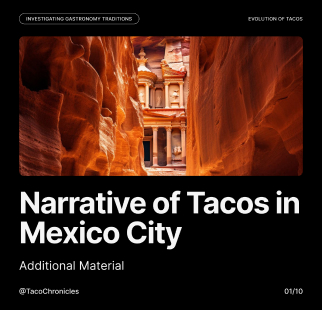 INVESTIGATING GASTRONOMY TRADITIONS
EVOLUTION OF TACOS
Narrative of Tacos in
Mexico City
Additional Material
@TacoChronicles
01/10